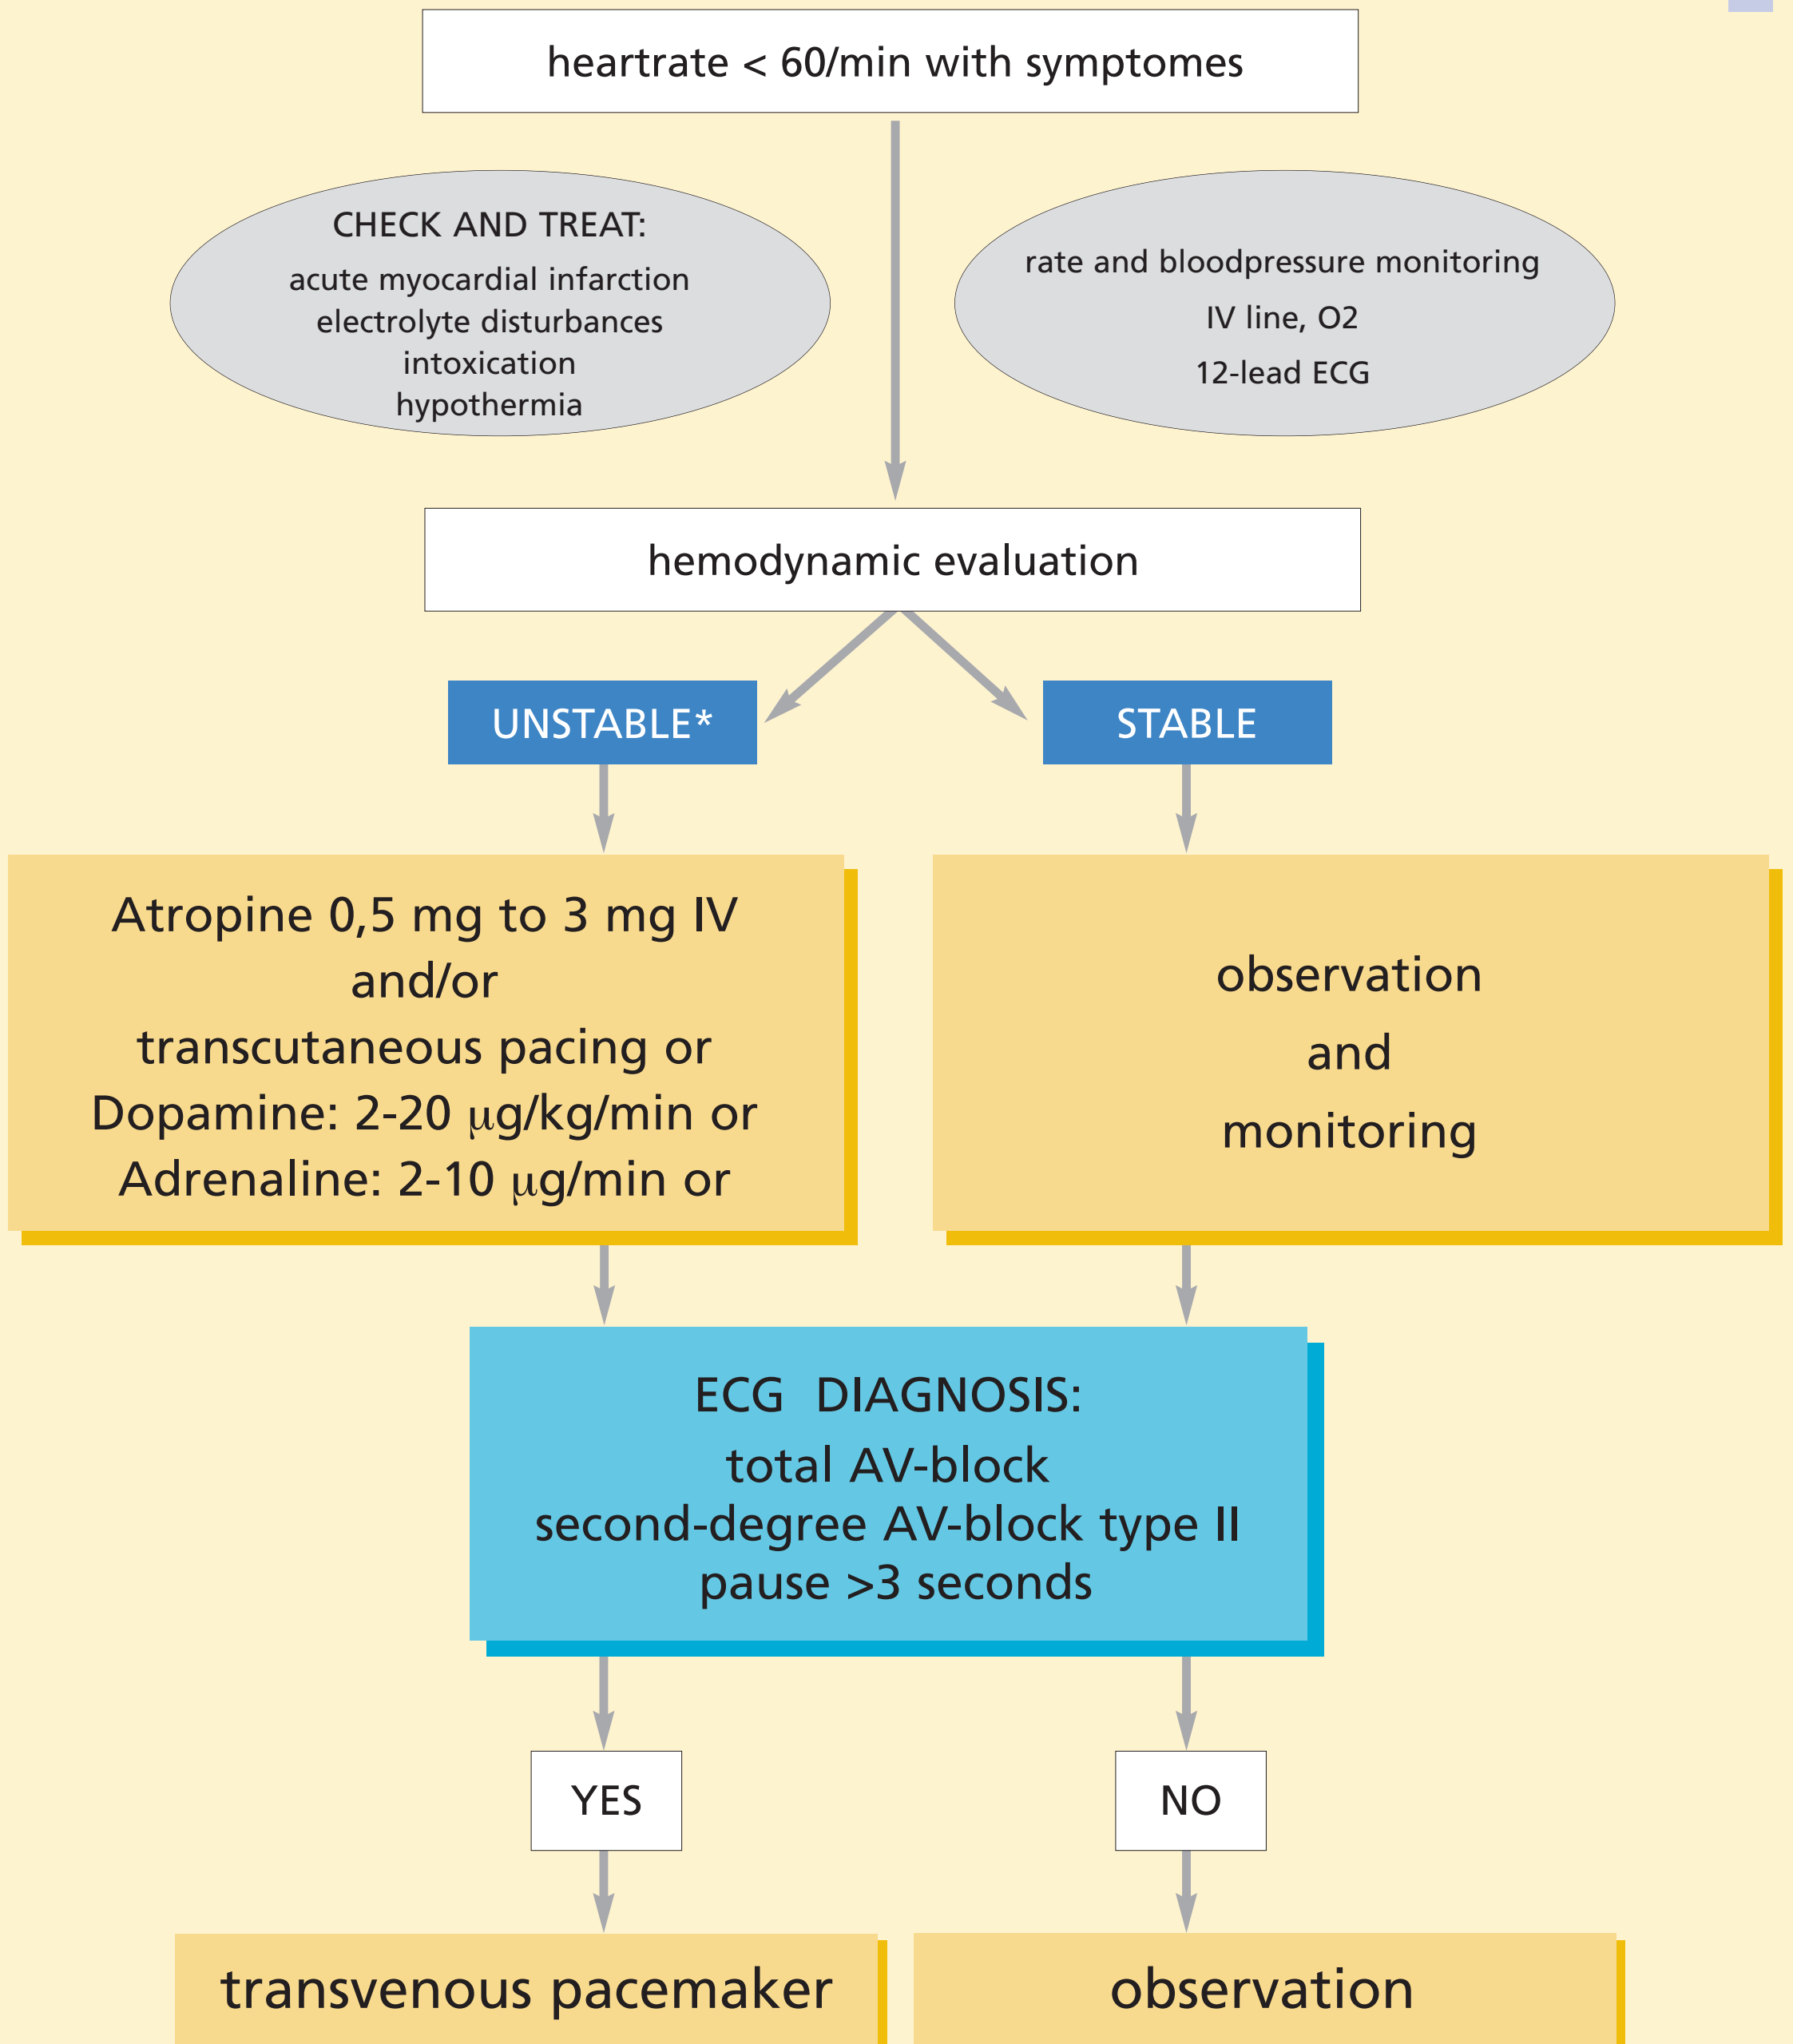 heartrate < 60/min with symptomes
CHECK AND TREAT:
acute myocardial infarction
electrolyte disturbances
intoxication
hypothermia
rate and bloodpressure monitoring
IV line, O2
12-lead ECG
hemodynamic evaluation
UNSTABLE*
STABLE
Atropine 0,5 mg to 3 mg IV
and/or
transcutaneous pacing or
Dopamine: 2-20 µg/kg/min or
Adrenaline: 2-10 µg/min or
observation
and
monitoring
ECG DIAGNOSIS:
total AV-block
second-degree AV-block type II
pause >3 seconds
YES
NO
transvenous pacemaker
observation